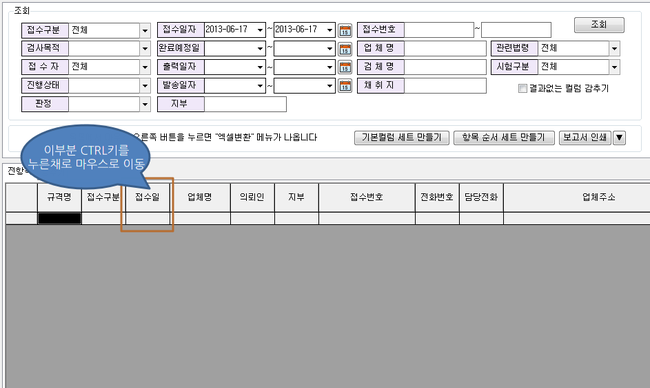 조회
접수구분 전체 접수일자 2013-06-17 ~ 2013-06-17 15 접수번호 ~ 조회
검사목적 완료예정일 ~ 15 업 체 명 관련법령 전체
접 수 자 전체 출력일자 ~ 15 검 체 명 시험구분 전체
진행상태 발송일자 ~ 15 채 취 지 결과없는 컬럼 감추기
판정 지부
오른쪽 버튼을 누르면 "엑셀변환" 메뉴가 나옵니다 기본컬럼 세트 만들기 항목 순서 세트 만들기 보고서 인쇄
이부분 CTRL키를
누른채로 마우스로 이동
전항
규격명 접수구분 접수일 업체명 의뢰인 지부 접수번호 전화번호 담당전화 업체주소